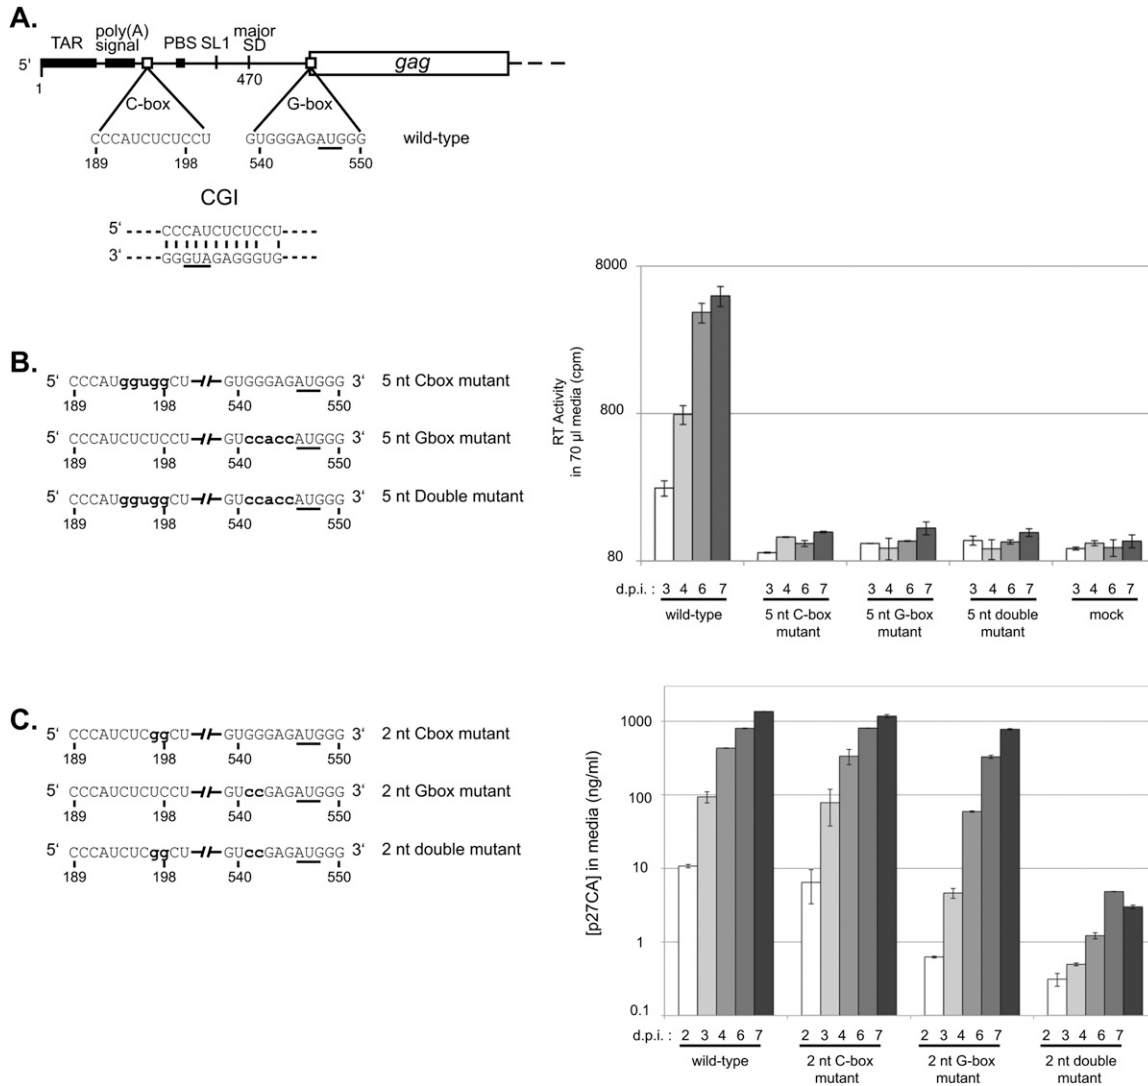 A.
TAR
poly(A) signal
PBS
SL1
major SD
5‘
gag
1
470
C-box
G-box
CCCAUCUCUCCU
GUGGGAGAUGGG
wild-type
189
198
540
550
CGI
5‘
CCCAUCUCUCCU
3‘
GGGUAGAGGGUG
B.
5‘ CCCAUgguggCU GUGGGAGAUGGG 3‘ 5 nt Cbox mutant
189 198 540 550
5‘ CCCAUCUCUCCU GUccaccAUGGG 3‘ 5 nt Gbox mutant
189 198 540 550
5‘ CCCAUgguggCU GUccaccAUGGG 3‘ 5 nt Double mutant
189 198 540 550
RT Activity
in 70 µl media (cpm)
8000
800
80
d.p.i. : 3 4 6 7 3 4 6 7 3 4 6 7 3 4 6 7 3 4 6 7
wild-type
5 nt C-box mutant
5 nt G-box mutant
5 nt double mutant
mock
C.
5‘ CCCAUCUCggCU GUGGGAGAUGGG 3‘ 2 nt Cbox mutant
189 198 540 550
5‘ CCCAUCUCUCCU GUccGAGAUGGG 3‘ 2 nt Gbox mutant
189 198 540 550
5‘ CCCAUCUCggCU GUccGAGAUGGG 3‘ 2 nt double mutant
189 198 540 550
[p27CA] in media (ng/ml)
1000
100
10
1
0.1
d.p.i. : 2 3 4 6 7 2 3 4 6 7 2 3 4 6 7 2 3 4 6 7
wild-type
2 nt C-box mutant
2 nt G-box mutant
2 nt double mutant